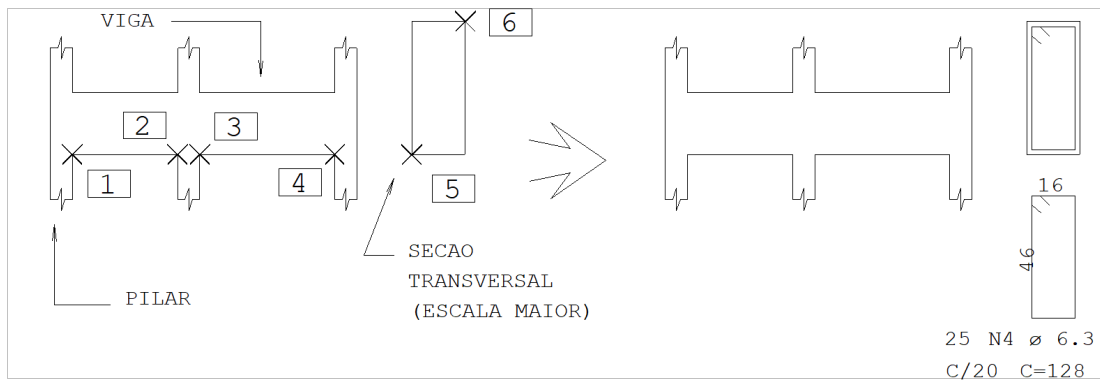 VIGA
6
2
3
1
4
5
SECAO
TRANSVERSAL
(ESCALA MAIOR)
PILAR
16
46
25 N4 ø 6.3
C/20 C=128